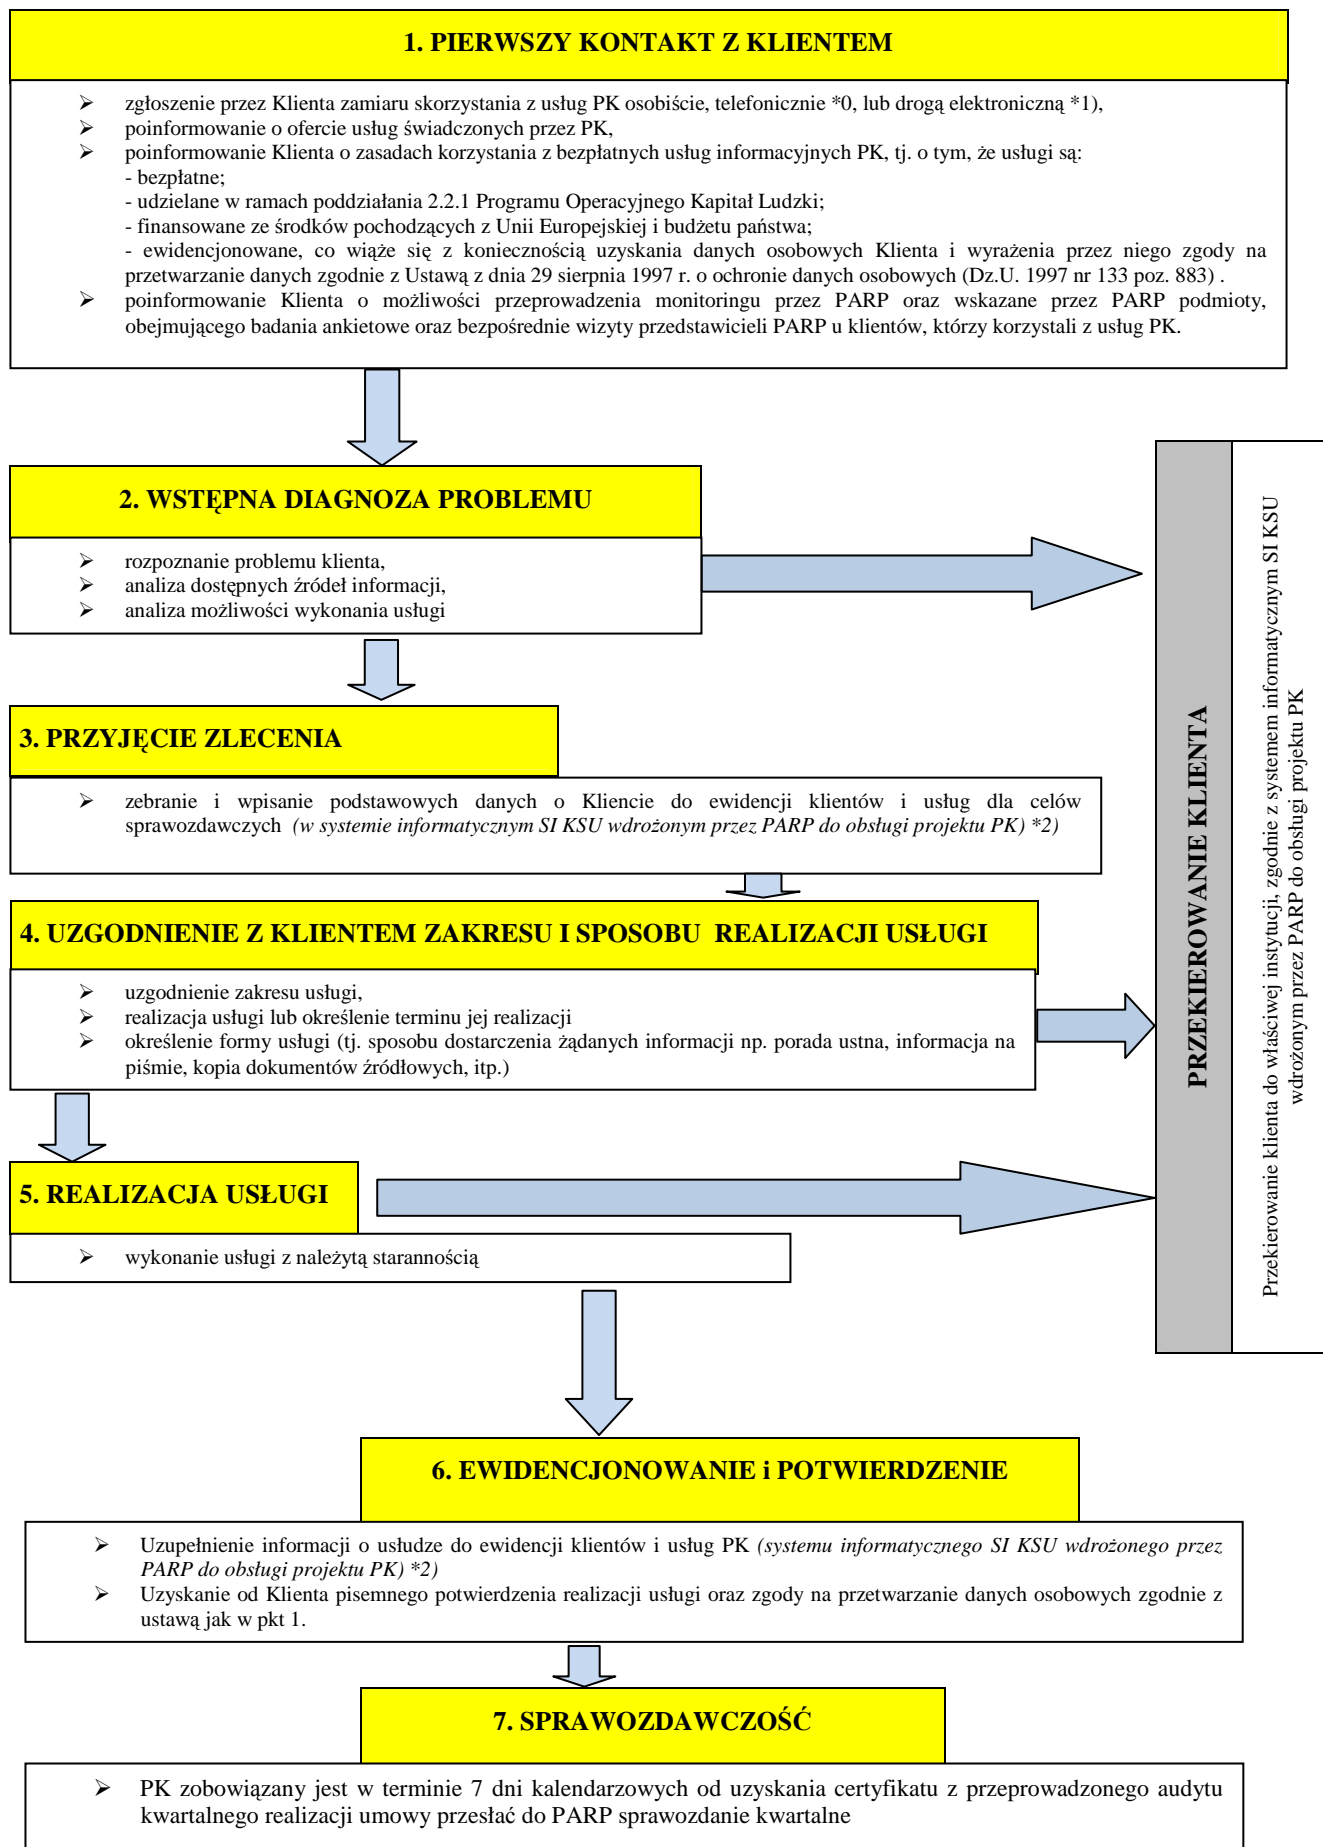 1. PIERWSZY KONTAKT Z KLIENTEM
➢ zgłoszenie przez Klienta zamiaru skorzystania z usług PK osobiście, telefonicznie *0, lub drogą elektroniczną *1),
➢ poinformowanie o ofercie usług świadczonych przez PK,
➢ poinformowanie Klienta o zasadach korzystania z bezpłatnych usług informacyjnych PK, tj. o tym, że usługi są:
- bezpłatne;
- udzielane w ramach poddziałania 2.2.1 Programu Operacyjnego Kapitał Ludzki;
- finansowane ze środków pochodzących z Unii Europejskiej i budżetu państwa;
- ewidencjonowane, co wiąże się z koniecznością uzyskania danych osobowych Klienta i wyrażenia przez niego zgody na
przetwarzanie danych zgodnie z Ustawą z dnia 29 sierpnia 1997 r. o ochronie danych osobowych (Dz.U. 1997 nr 133 poz. 883) .
➢ poinformowanie Klienta o możliwości przeprowadzenia monitoringu przez PARP oraz wskazane przez PARP podmioty,
obejmującego badania ankietowe oraz bezpośrednie wizyty przedstawicieli PARP u klientów, którzy korzystali z usług PK.
2. WSTĘPNA DIAGNOZA PROBLEMU
➢ rozpoznanie problemu klienta,
➢ analiza dostępnych źródeł informacji,
➢ analiza możliwości wykonania usługi
3. PRZYJĘCIE ZLECENIA
➢ zebranie i wpisanie podstawowych danych o Kliencie do ewidencji klientów i usług dla celów
sprawozdawczych (w systemie informatycznym SI KSU wdrożonym przez PARP do obsługi projektu PK) *2)
4. UZGODNIENIE Z KLIENTEM ZAKRESU I SPOSOBU REALIZACJI USŁUGI
➢ uzgodnienie zakresu usługi,
➢ realizacja usługi lub określenie terminu jej realizacji
➢ określenie formy usługi (tj. sposobu dostarczenia żądanych informacji np. porada ustna, informacja na
piśmie, kopia dokumentów źródłowych, itp.)
5. REALIZACJA USŁUGI
➢ wykonanie usługi z należytą starannością
PRZEKIEROWANIE KLIENTA
Przekierowanie klienta do właściwej instytucji, zgodnie z systemem informatycznym SI KSU
wdrożonym przez PARP do obsługi projektu PK
6. EWIDENCJONOWANIE i POTWIERDZENIE
➢ Uzupełnienie informacji o usłudze do ewidencji klientów i usług PK (systemu informatycznego SI KSU wdrożonego przez
PARP do obsługi projektu PK) *2)
➢ Uzyskanie od Klienta pisemnego potwierdzenia realizacji usługi oraz zgody na przetwarzanie danych osobowych zgodnie z
ustawą jak w pkt 1.
7. SPRAWOZDAWCZOŚĆ
➢ PK zobowiązany jest w terminie 7 dni kalendarzowych od uzyskania certyfikatu z przeprowadzonego audytu
kwartalnego realizacji umowy przesłać do PARP sprawozdanie kwartalne